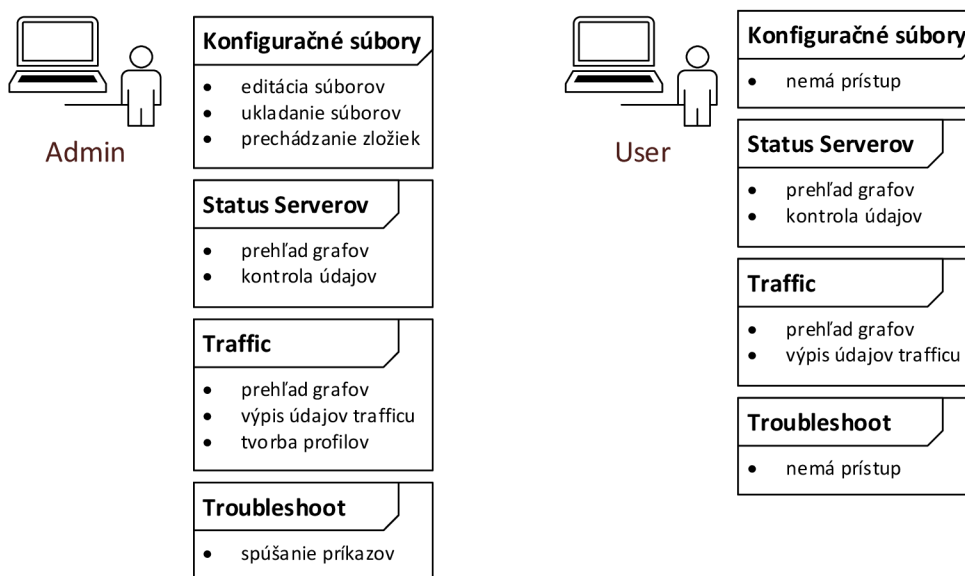 Admin
Konfiguračné súbory
editácia súborov
ukladanie súborov
prechádzanie zložiek
Status Serverov
prehľad grafov
kontrola údajov
Traffic
prehľad grafov
výpis údajov trafficu
tvorba profilov
Troubleshoot
spúšanie príkazov
User
Konfiguračné súbory
nemá prístup
Status Serverov
prehľad grafov
kontrola údajov
Traffic
prehľad grafov
výpis údajov trafficu
Troubleshoot
nemá prístup